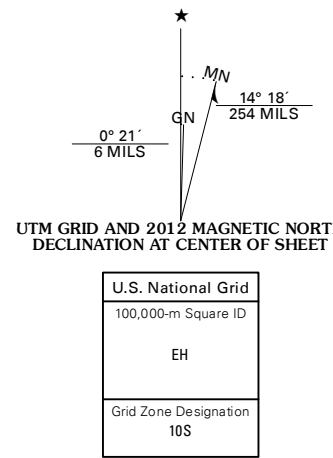 ★
MN
GN
14° 18´
254 MILS
0° 21´
6 MILS
UTM GRID AND 2012 MAGNETIC NORT
DECLINATION AT CENTER OF SHEET
U.S. National Grid
100,000-m Square ID
EH
Grid Zone Designation
10S